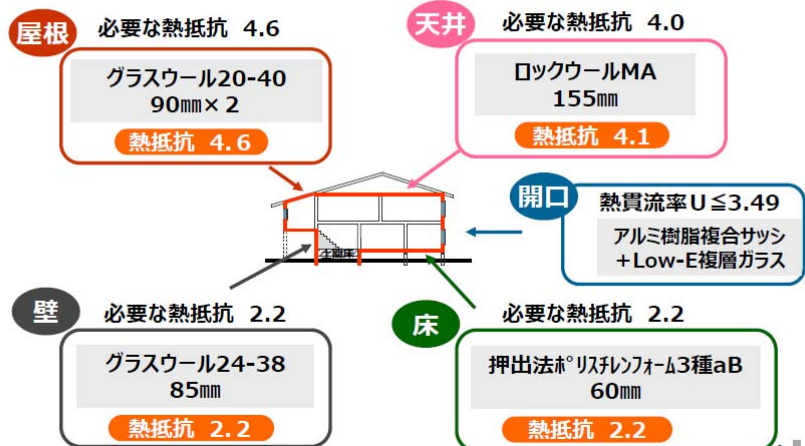 屋根
必要な熱抵抗 4.6
グラスウール20-40
90㎜×2
熱抵抗 4.6
天井
必要な熱抵抗 4.0
ロックウールMA
155㎜
熱抵抗 4.1
開口
熱貫流率U≦3.49
アルミ樹脂複合サッシ
+Low-E複層ガラス
壁
必要な熱抵抗 2.2
グラスウール24-38
85㎜
熱抵抗 2.2
床
必要な熱抵抗 2.2
押出法ポリスチレンフォーム3種aB
60㎜
熱抵抗 2.2